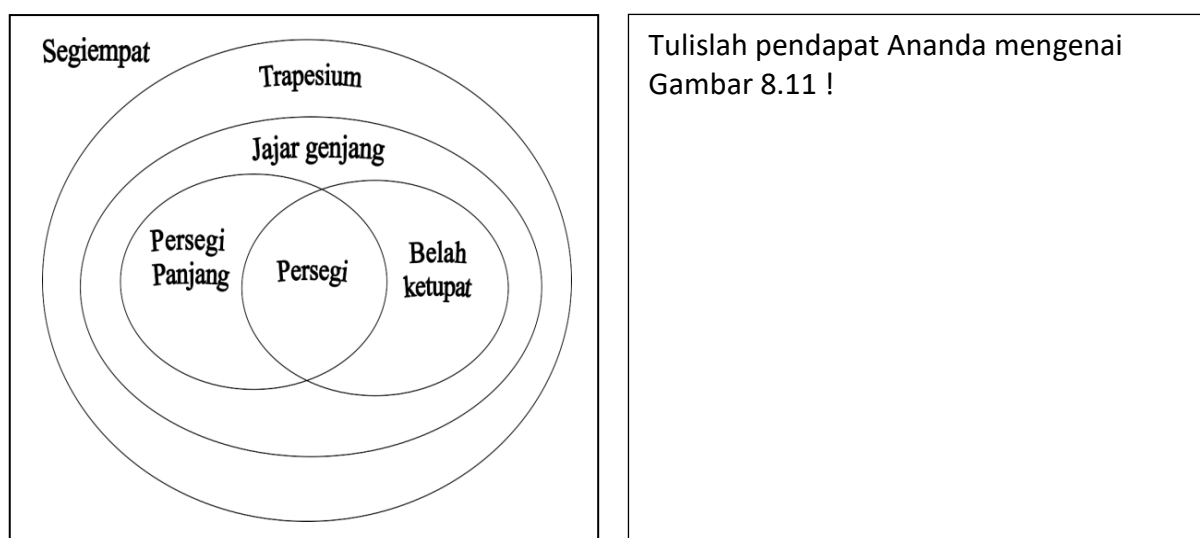 Segiempat
Trapesium
Jajar genjang
Persegi
Panjang
Persegi
Belah
ketupat
Tulislah pendapat Ananda mengenai
Gambar 8.11 !